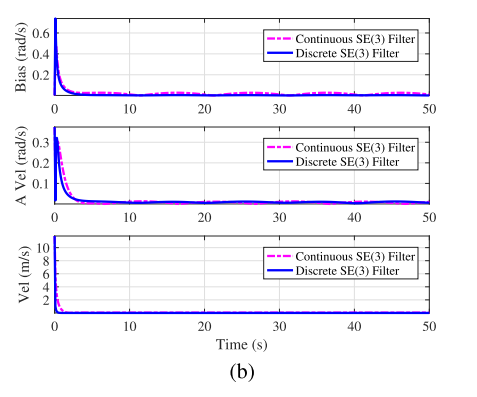 Bias (rad/s)
0.6
0.4
0.2
Continuous SE(3) Filter
Discrete SE(3) Filter
0 10 20 30 40 50
A Vel (rad/s)
0.3
0.2
0.1
Continuous SE(3) Filter
Discrete SE(3) Filter
0 10 20 30 40 50
Vel (m/s)
10
8
6
4
2
Continuous SE(3) Filter
Discrete SE(3) Filter
0 10 20 30 40 50
Time (s)
(b)